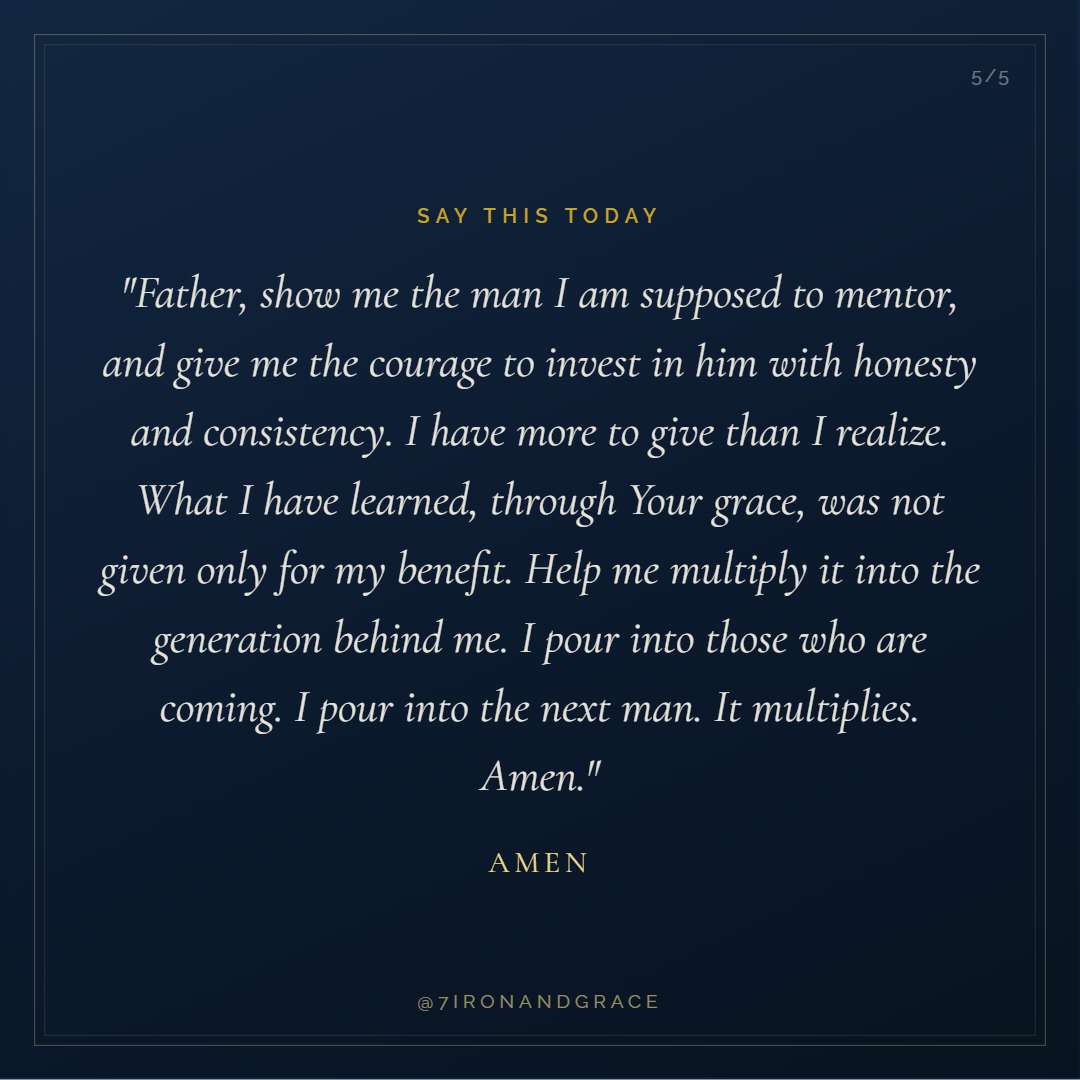 5/5
SAY THIS TODAY
"Father, show me the man I am supposed to mentor,
and give me the courage to invest in him with honesty
and consistency. I have more to give than I realize.
What I have learned, through Your grace, was not
given only for my benefit. Help me multiply it into the
generation behind me. I pour into those who are
coming. I pour into the next man. It multiplies.
Amen."
AMEN
@7IRONANDGRACE